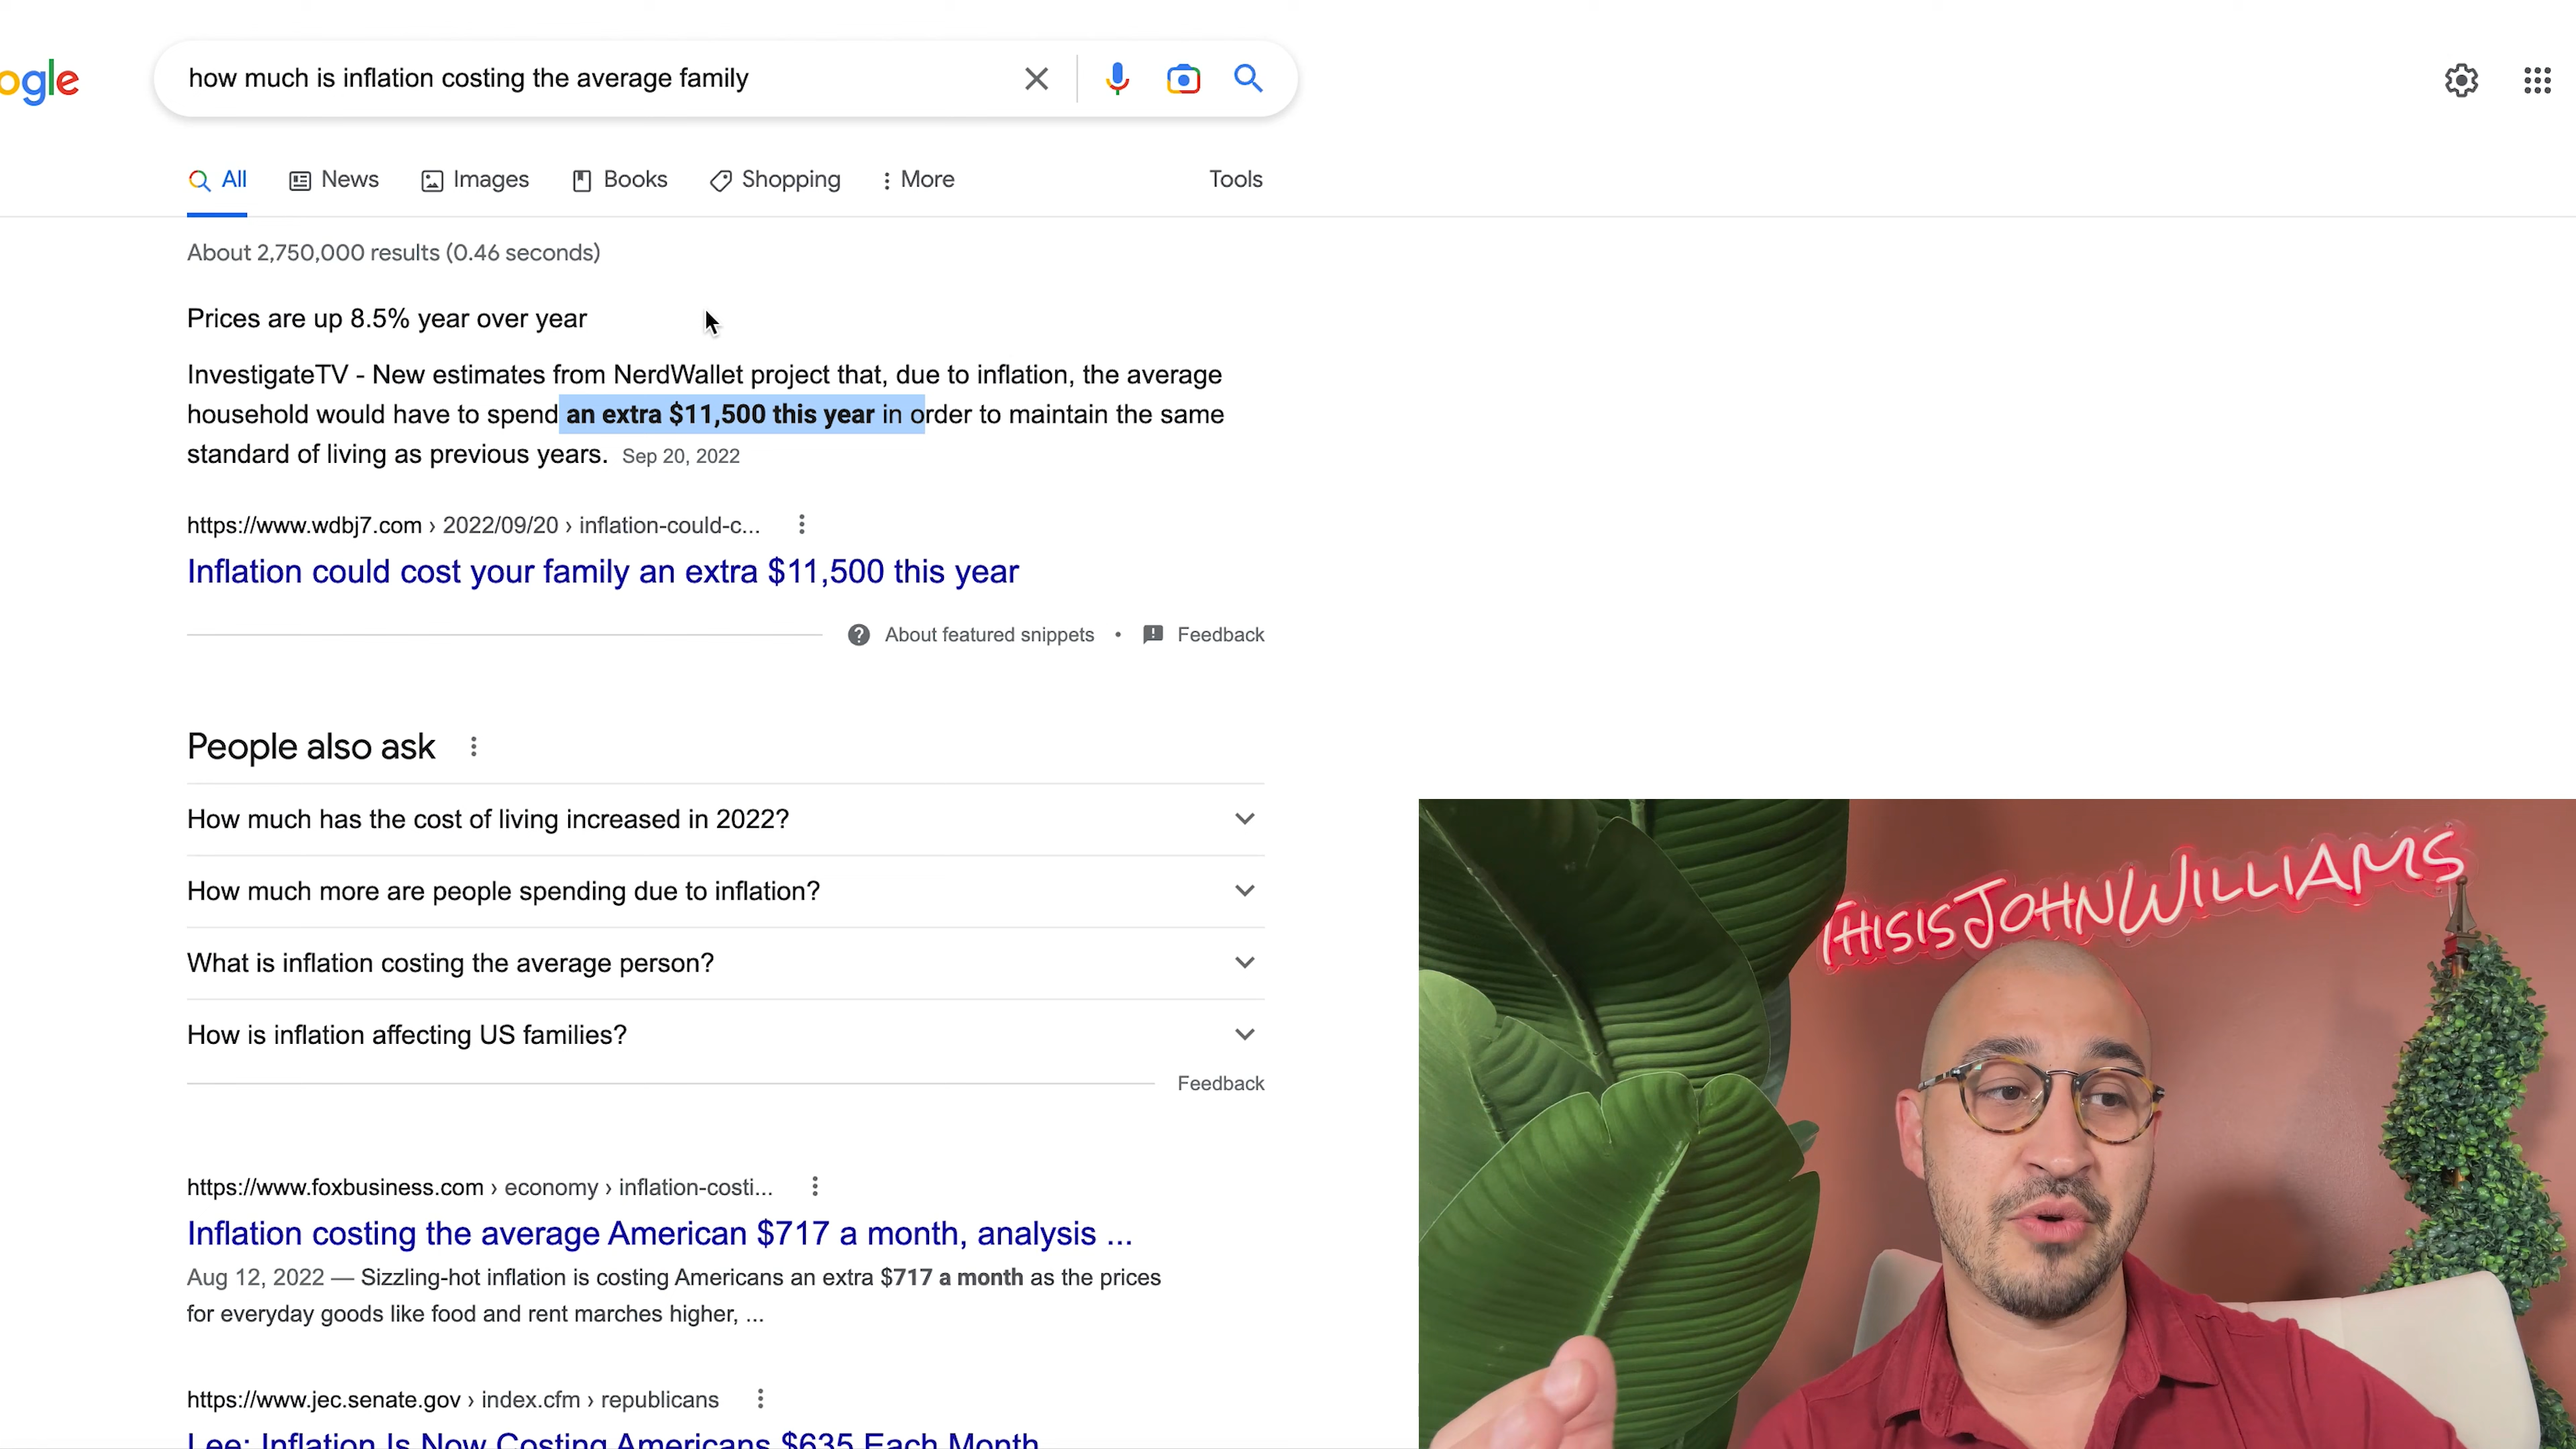 ogle
how much is inflation costing the average family
All News Images Books Shopping More Tools
About 2,750,000 results (0.46 seconds)
Prices are up 8.5% year over year
InvestigateTV - New estimates from NerdWallet project that, due to inflation, the average
household would have to spend an extra $11,500 this year in order to maintain the same
standard of living as previous years. Sep 20, 2022
https://www.wdbj7.com › 2022/09/20 › inflation-could-c...
Inflation could cost your family an extra $11,500 this year
About featured snippets • Feedback
People also ask
How much has the cost of living increased in 2022?
How much more are people spending due to inflation?
What is inflation costing the average person?
How is inflation affecting US families?
Feedback
https://www.foxbusiness.com › economy › inflation-costi...
Inflation costing the average American $717 a month, analysis ...
Aug 12, 2022 — Sizzling-hot inflation is costing Americans an extra $717 a month as the prices
for everyday goods like food and rent marches higher, ...
https://www.jec.senate.gov › index.cfm › republicans
Lee: Inflation Is Now Costing Americans $635 Each Month
THISISJOHNWILLIAMS